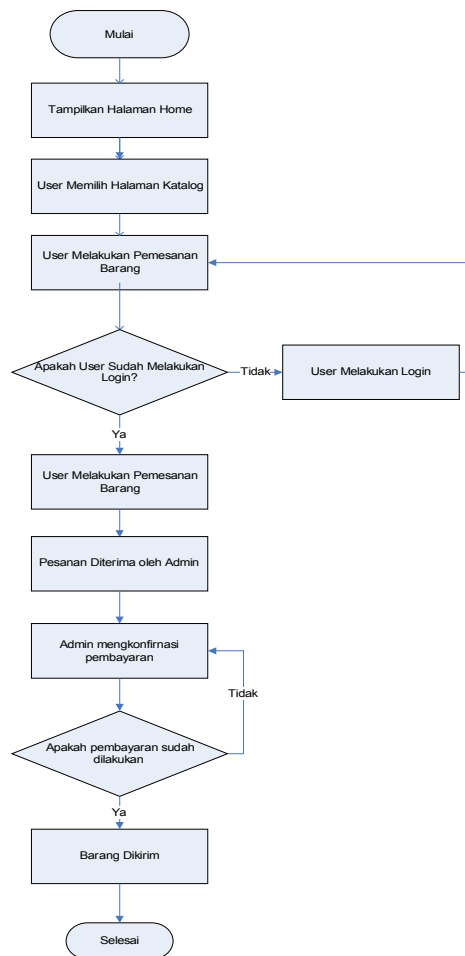 Mulai
Tampilkan Halaman Home
User Memilih Halaman Katalog
User Melakukan Pemesanan
Barang
Apakah User Sudah Melakukan
Login?
Tidak
User Melakukan Login
Ya
User Melakukan Pemesanan
Barang
Pesanan Diterima oleh Admin
Admin mengkonfirnasi
pembayaran
Tidak
Apakah pembayaran sudah
dilakukan
Ya
Barang Dikirim
Selesai